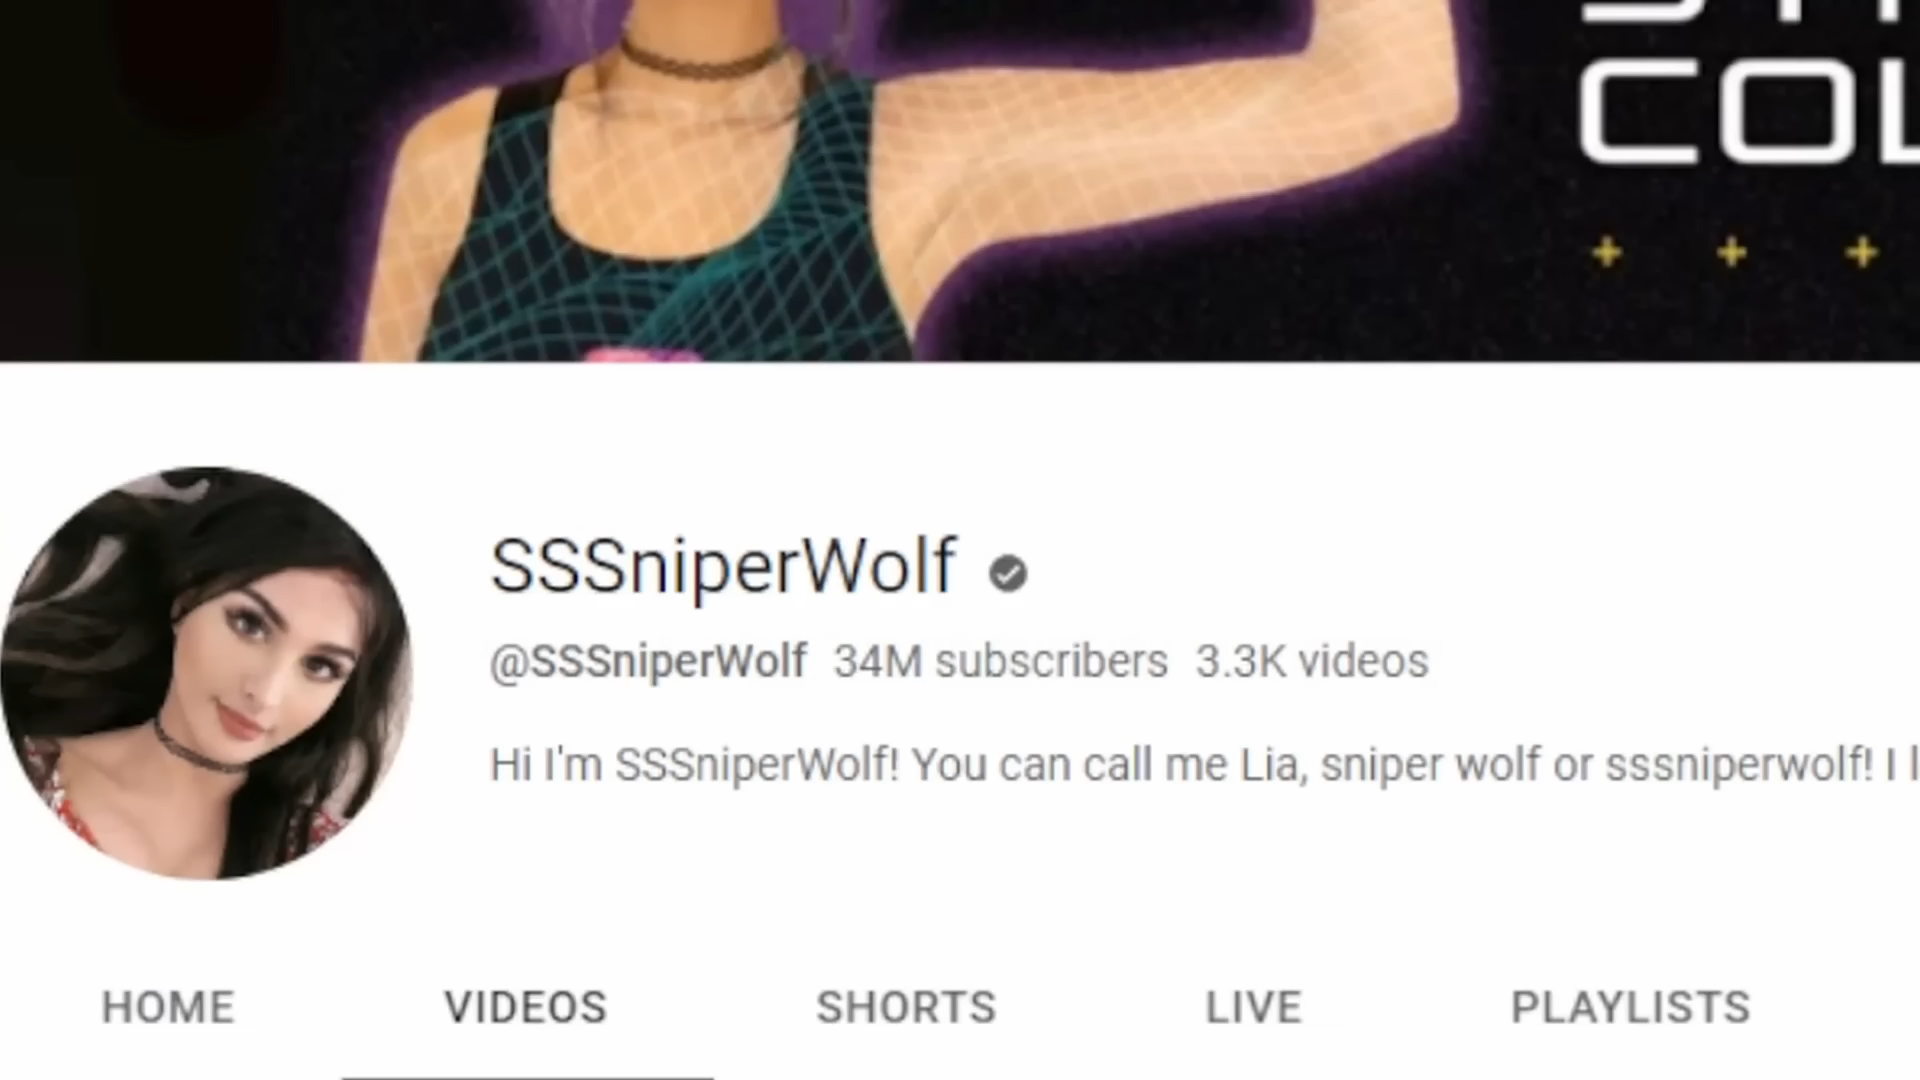 COL
SSSniperWolf
@SSSniperWolf 34M subscribers 3.3K videos
Hi I'm SSSniperWolf! You can call me Lia, sniper wolf or sssniperwolf! I l
HOME VIDEOS SHORTS LIVE PLAYLISTS